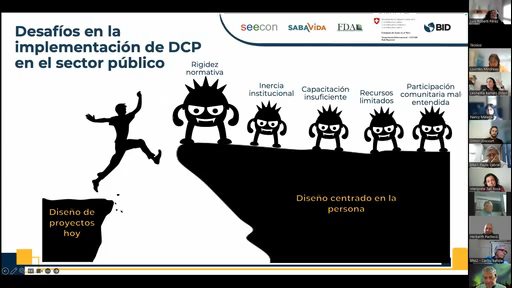 Desafíos en la
implementación de DCP
en el sector público
seecon
SABAVIDA
FDAL
BID
Rigidez
normativa
Inercia
institucional
Capacitación
insuficiente
Recursos
limitados
Participación
comunitaria mal
entendida
Diseño de
proyectos
hoy
Diseño centrado en la
persona